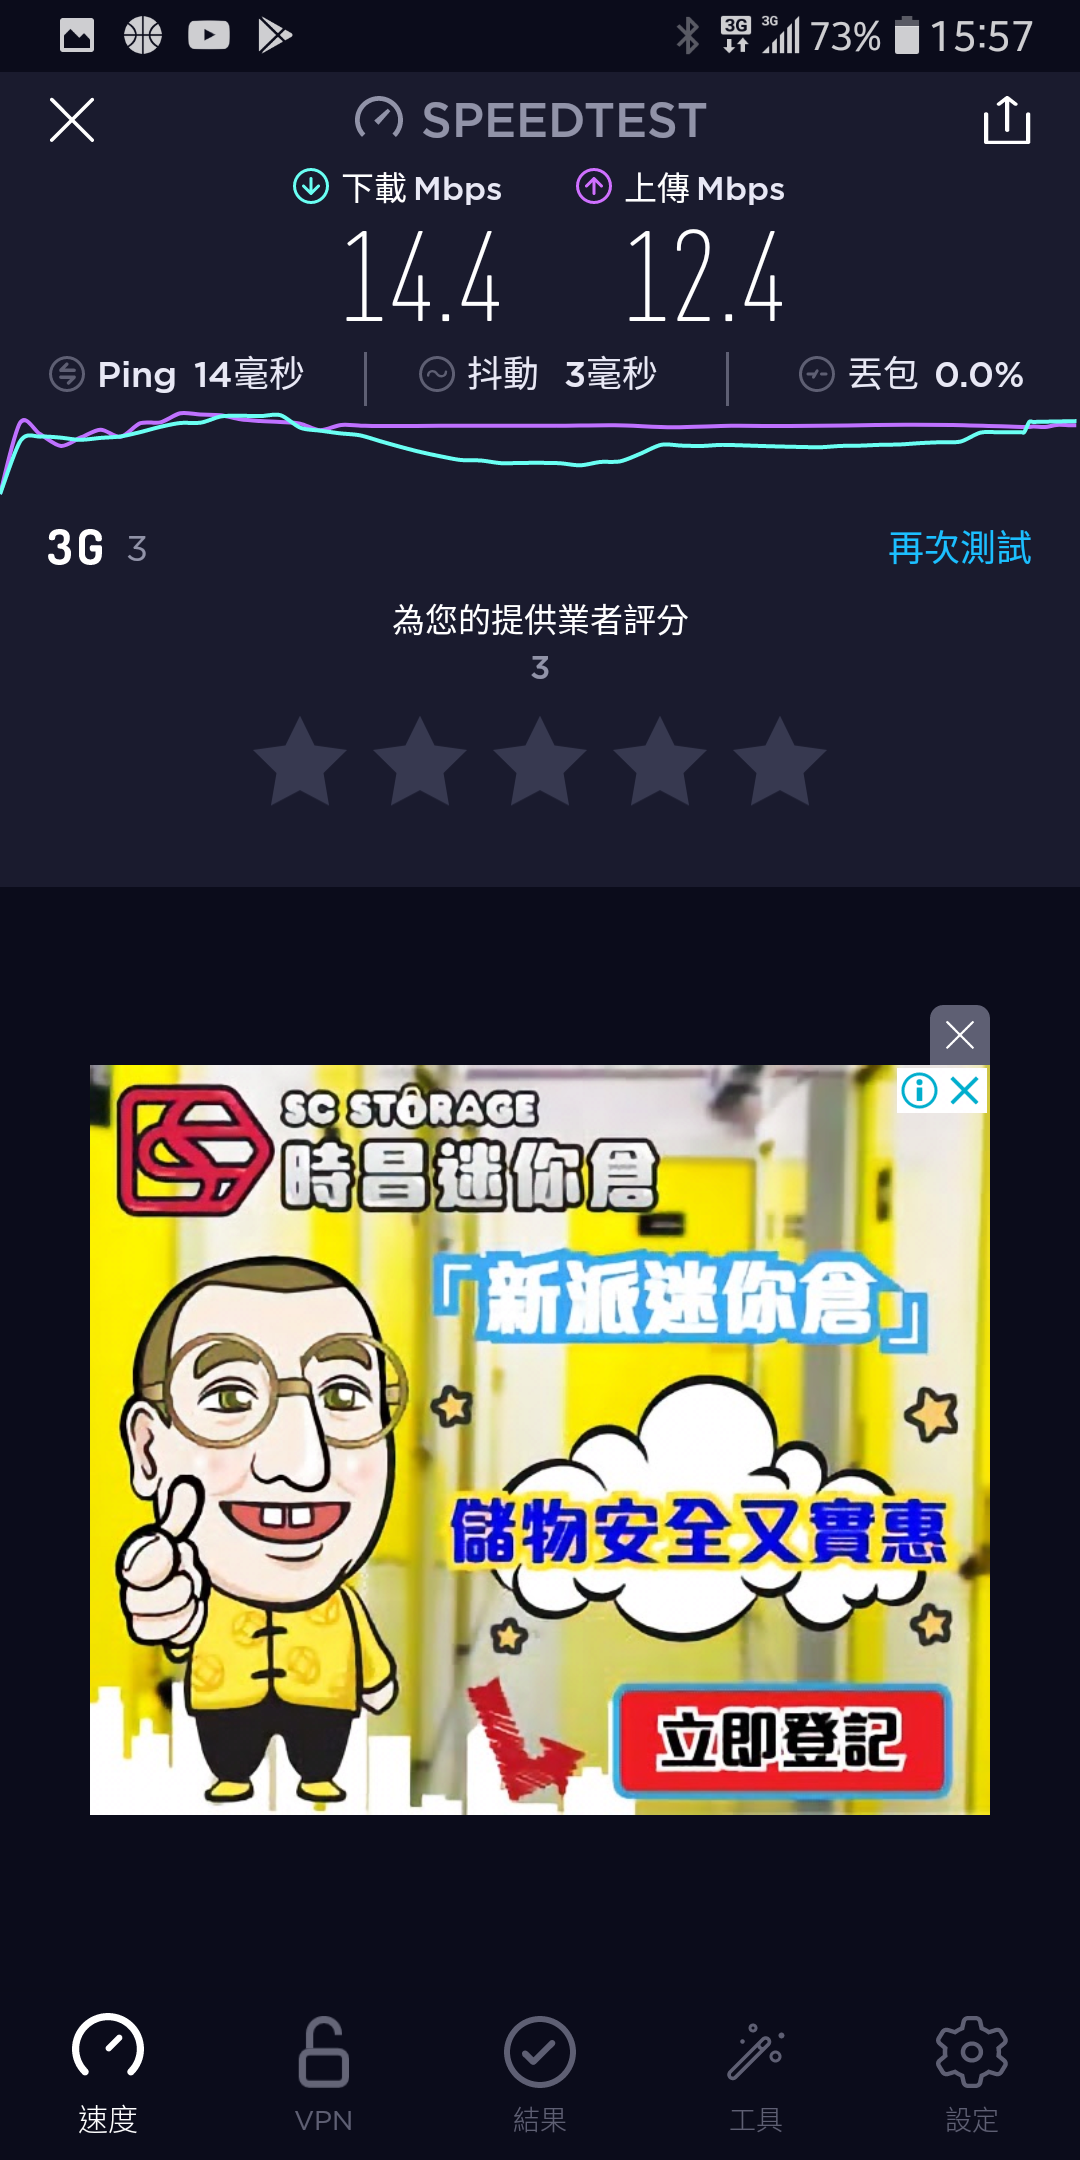 3G 3G 73% 15:57
SPEEDTEST
下載 Mbps 上傳 Mbps
14.4 12.4
Ping 14毫秒 抖動 3毫秒 丟包 0.0%
3G 3 再次測試
為您的提供業者評分
3
SC STORAGE
時昌迷你倉
『新派迷你倉』
儲物安全又實惠
立即登記
速度 VPN 結果 工具 設定